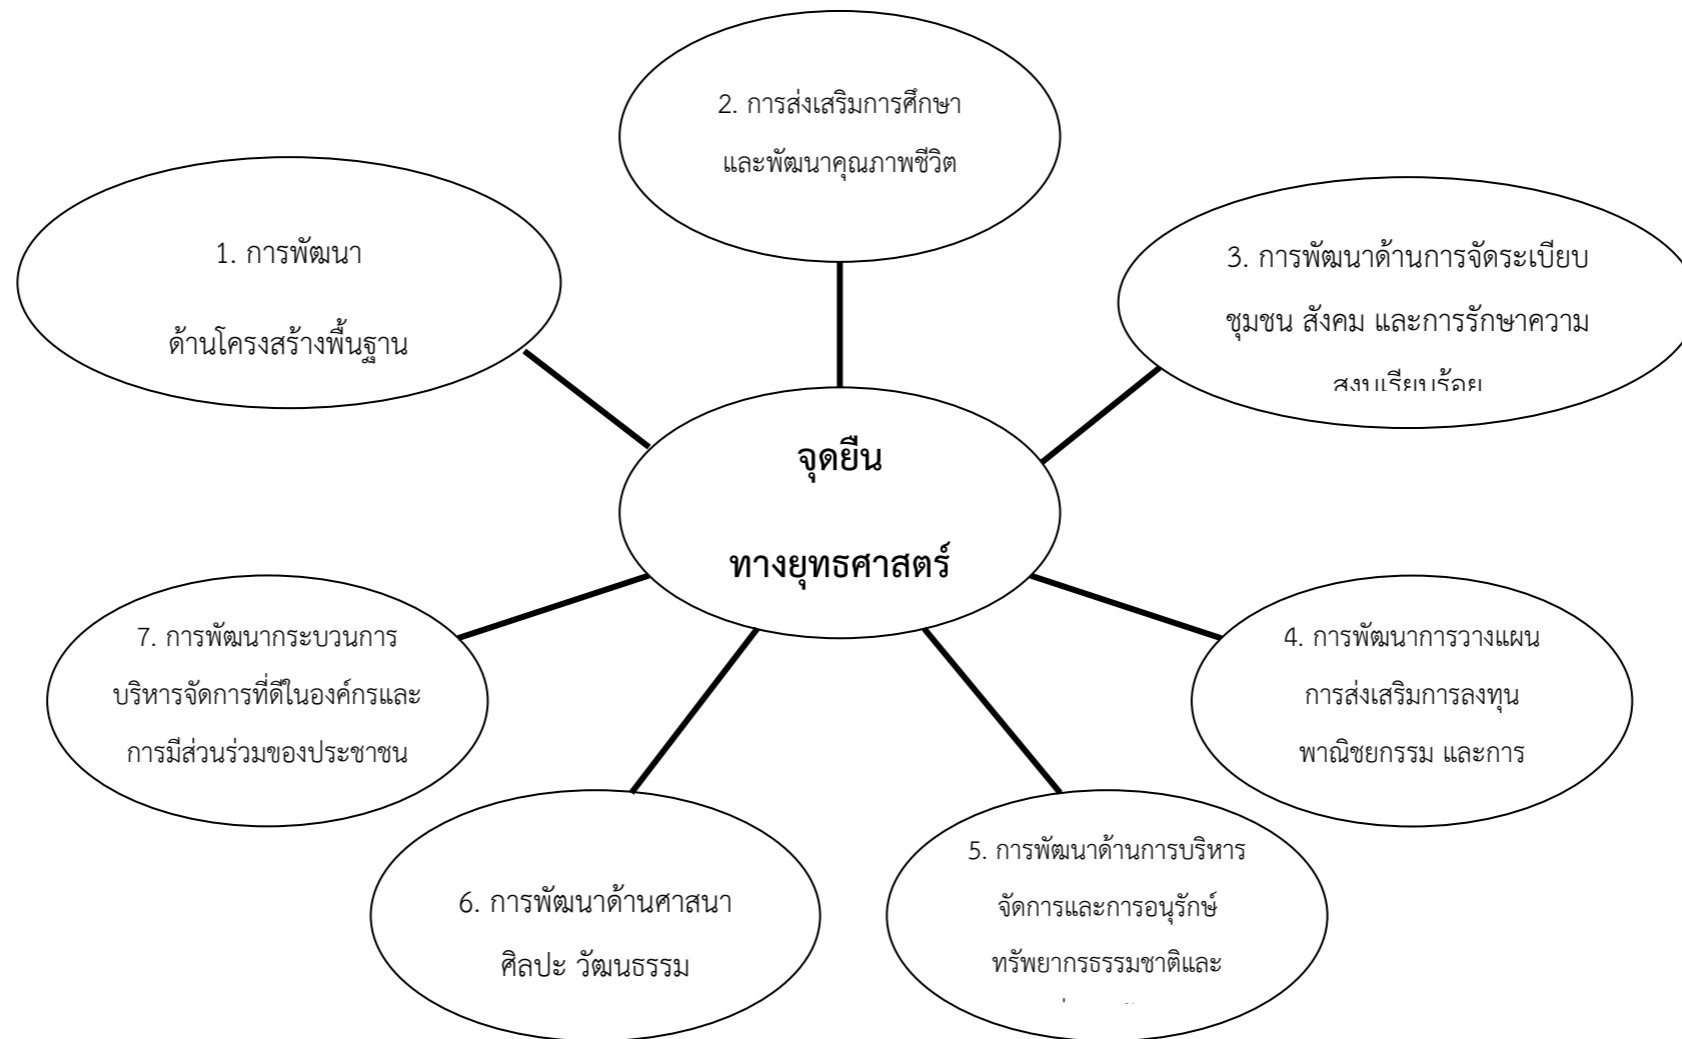 2. การส่งเสริมการศึกษา
และพัฒนาคุณภาพชีวิต
1. การพัฒนา
ด้านโครงสร้างพื้นฐาน
3. การพัฒนาด้านการจัดระเบียบ
ชุมชน สังคม และการรักษาความ
สงบเรียบร้อย
จุดยืน
ทางยุทธศาสตร์
7. การพัฒนากระบวนการ
บริหารจัดการที่ดีในองค์กรและ
การมีส่วนร่วมของประชาชน
4. การพัฒนาการวางแผน
การส่งเสริมการลงทุน
พาณิชยกรรม และการ
6. การพัฒนาด้านศาสนา
ศิลปะ วัฒนธรรม
5. การพัฒนาด้านการบริหาร
จัดการและการอนุรักษ์
ทรัพยากรธรรมชาติและ